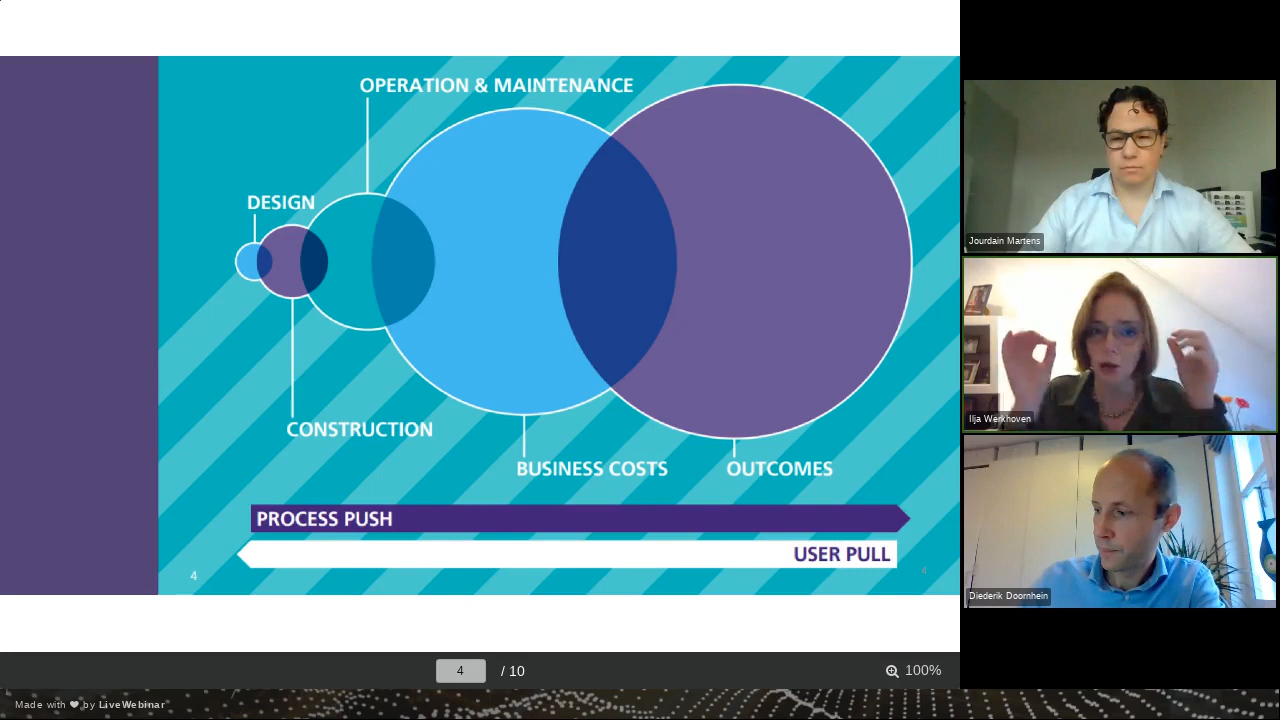 OPERATION & MAINTENANCE
DESIGN
CONSTRUCTION
BUSINESS COSTS
OUTCOMES
PROCESS PUSH
USER PULL
4
4
Jourdain Martens
Ilja Werkhoven
Diederik Doornhein
4 / 10
100%
Made with ❤ by LiveWebinar